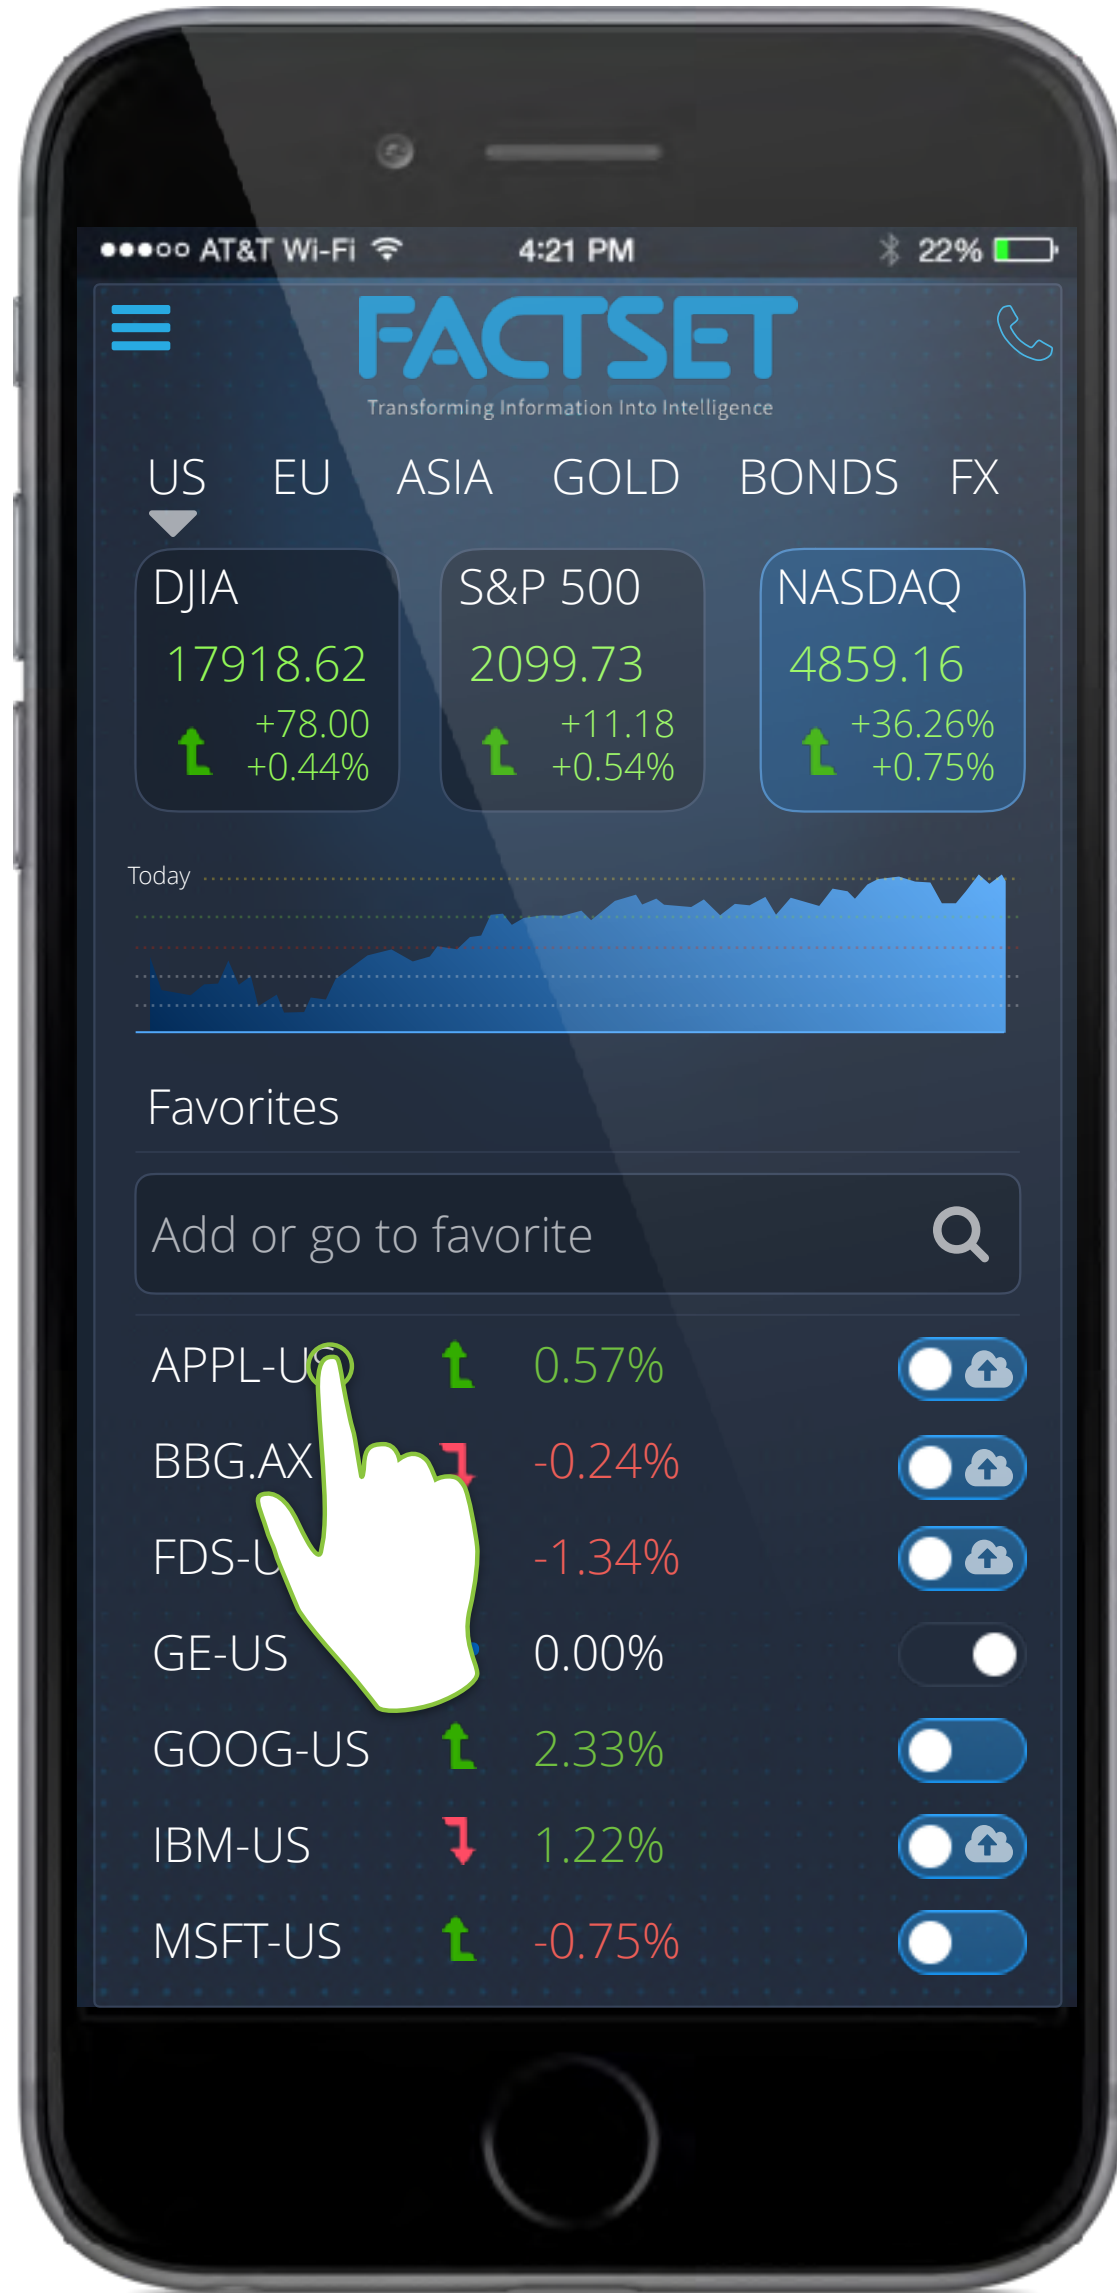 AT&T Wi-Fi 4:21 PM 22%
FACTSET
Transforming Information Into Intelligence
US EU ASIA GOLD BONDS FX
DJIA
17918.62
+78.00
+0.44%
S&P 500
2099.73
+11.18
+0.54%
NASDAQ
4859.16
+36.26%
+0.75%
Today
Favorites
Add or go to favorite
APPL-US 0.57%
BBG.AX -0.24%
FDS-U -1.34%
GE-US 0.00%
GOOG-US 2.33%
IBM-US 1.22%
MSFT-US -0.75%